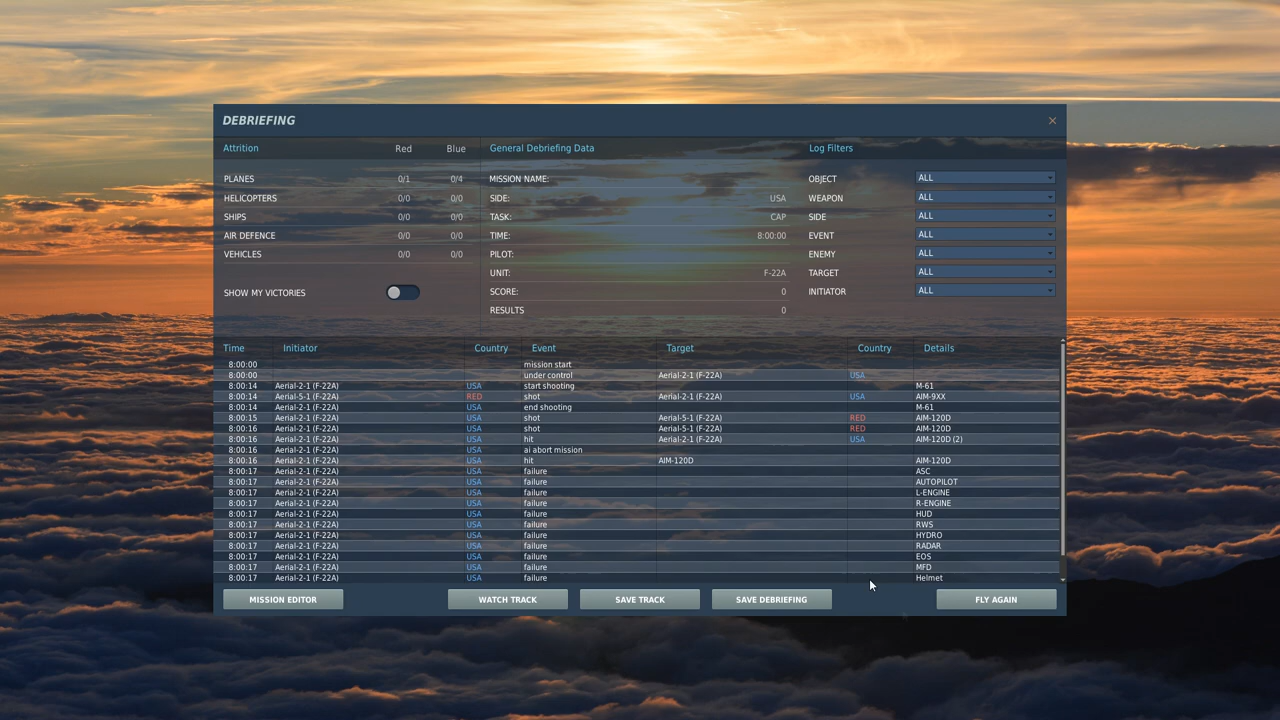 DEBRIEFING
Attrition Red Blue General Debriefing Data Log Filters
PLANES 0/1 0/4 MISSION NAME: OBJECT ALL
HELICOPTERS 0/0 0/0 SIDE: USA WEAPON ALL
SHIPS 0/0 0/0 TASK: CAP SIDE ALL
AIR DEFENCE 0/0 0/0 TIME: 8:00:00 EVENT ALL
VEHICLES 0/0 0/0 PILOT: ENEMY ALL
UNIT: F-22A TARGET ALL
SHOW MY VICTORIES SCORE: 0 INITIATOR ALL
RESULTS 0
Time Initiator Country Event Target Country Details
8:00:00 mission start
8:00:00 under control Aerial-2-1 (F-22A) USA
8:00:14 Aerial-2-1 (F-22A) USA start shooting M-61
8:00:14 Aerial-5-1 (F-22A) RED shot Aerial-2-1 (F-22A) USA AIM-9XX
8:00:14 Aerial-2-1 (F-22A) USA end shooting M-61
8:00:15 Aerial-2-1 (F-22A) USA shot Aerial-5-1 (F-22A) RED AIM-120D
8:00:16 Aerial-2-1 (F-22A) USA shot Aerial-5-1 (F-22A) RED AIM-120D
8:00:16 Aerial-2-1 (F-22A) USA hit Aerial-2-1 (F-22A) USA AIM-120D (2)
8:00:16 Aerial-2-1 (F-22A) USA ai abort mission
8:00:16 Aerial-2-1 (F-22A) USA hit AIM-120D AIM-120D
8:00:17 Aerial-2-1 (F-22A) USA failure ASC
8:00:17 Aerial-2-1 (F-22A) USA failure AUTOPILOT
8:00:17 Aerial-2-1 (F-22A) USA failure L-ENGINE
8:00:17 Aerial-2-1 (F-22A) USA failure R-ENGINE
8:00:17 Aerial-2-1 (F-22A) USA failure HUD
8:00:17 Aerial-2-1 (F-22A) USA failure RWS
8:00:17 Aerial-2-1 (F-22A) USA failure HYDRO
8:00:17 Aerial-2-1 (F-22A) USA failure RADAR
8:00:17 Aerial-2-1 (F-22A) USA failure EOS
8:00:17 Aerial-2-1 (F-22A) USA failure MFD
8:00:17 Aerial-2-1 (F-22A) USA failure Helmet
MISSION EDITOR WATCH TRACK SAVE TRACK SAVE DEBRIEFING FLY AGAIN